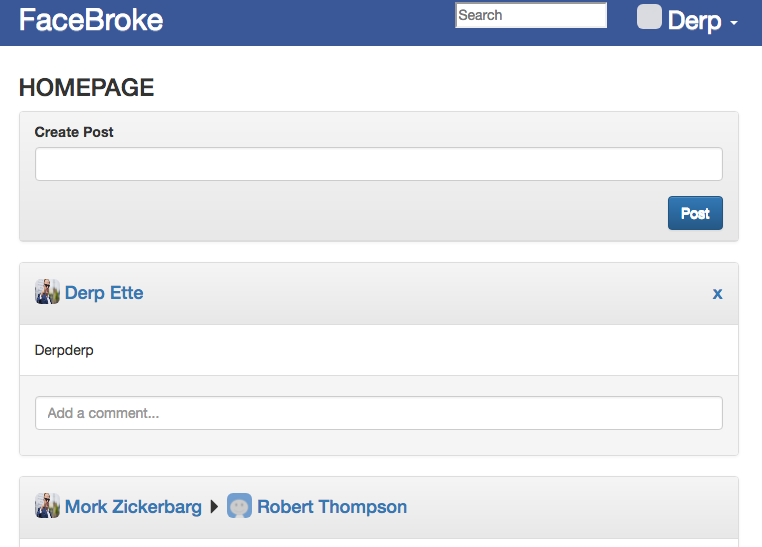 FaceBroke
Search
Derp
HOMEPAGE
Create Post
Post
Derp Ette
x
Derpderp
Add a comment...
Mork Zickerbarg Robert Thompson